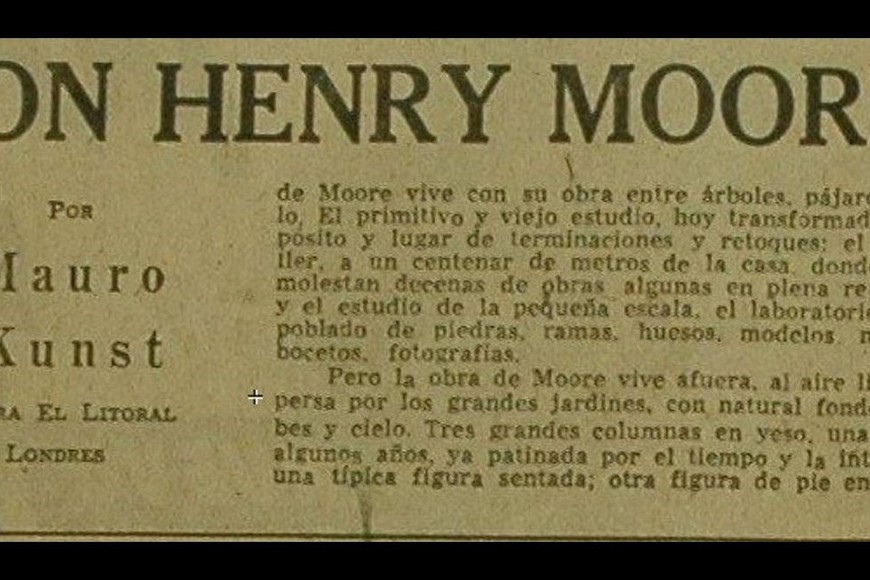 ON HENRY MOOR
POR
Mauro
Kunst
RA EL LITORAL
LONDRES
de Moore vive con su obra entre árboles, pájar
lo. El primitivo y viejo estudio, hoy transformad
pósito y lugar de terminaciones y retoques; el
ller, a un centenar de metros de la casa donde
molestan decenas de obras algunas en plena re
y el estudio de la pequeña escala, el laboratori
poblado de piedras, ramas, huesos, modelos
bocetos, fotografías.
Pero la obra de Moore vive afuera, al aire li
persa por los grandes jardines, con natural fond
bes y cielo. Tres grandes columnas en yeso, una
algunos años, ya patinada por el tiempo y la int
una típica figura sentada; otra figura de pie en